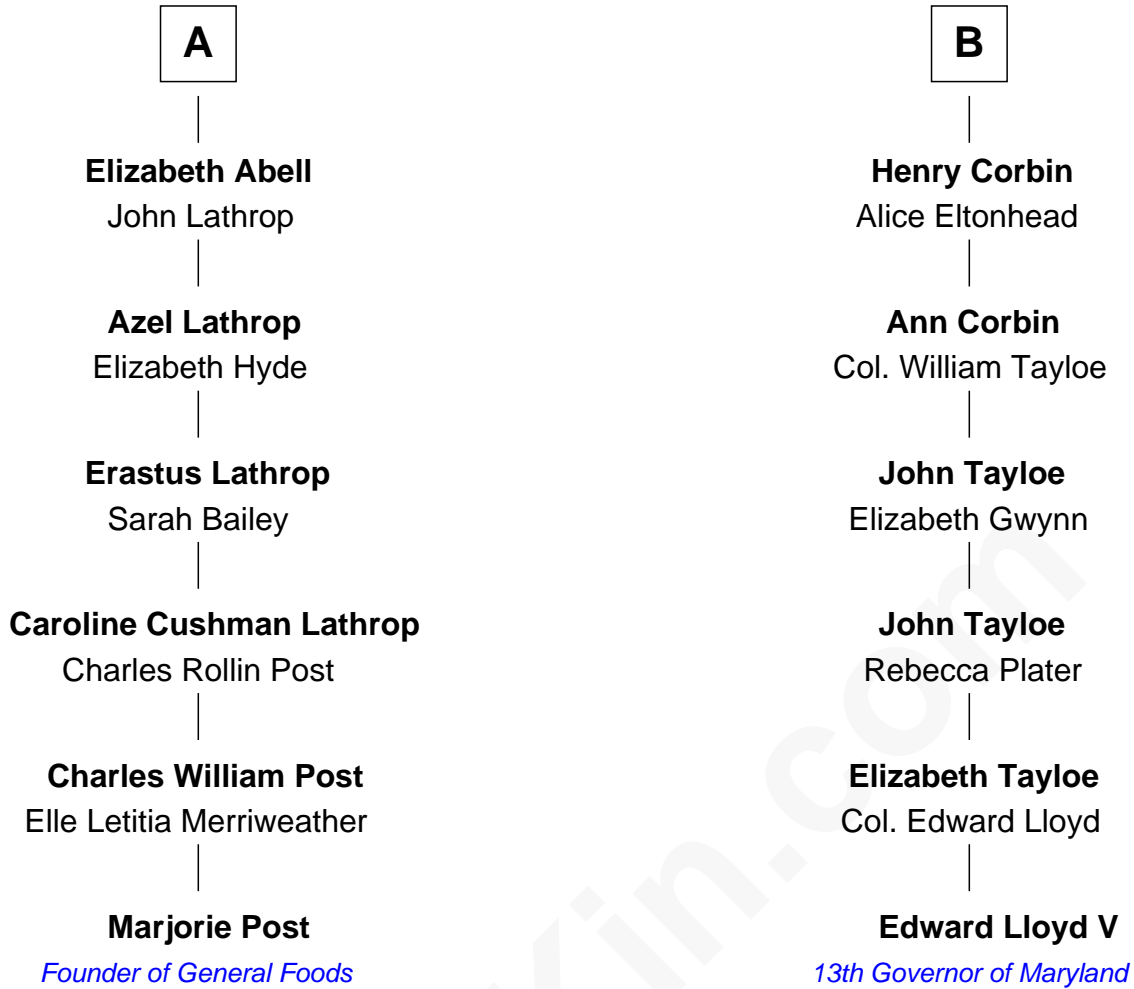 A
B
Elizabeth Abell
John Lathrop
Henry Corbin
Alice Eltonhead
Azel Lathrop
Elizabeth Hyde
Ann Corbin
Col. William Tayloe
Erastus Lathrop
Sarah Bailey
John Tayloe
Elizabeth Gwynn
Caroline Cushman Lathrop
Charles Rollin Post
John Tayloe
Rebecca Plater
Charles William Post
Elle Letitia Merriweather
Elizabeth Tayloe
Col. Edward Lloyd
Marjorie Post
Founder of General Foods
Edward Lloyd V
13th Governor of Maryland